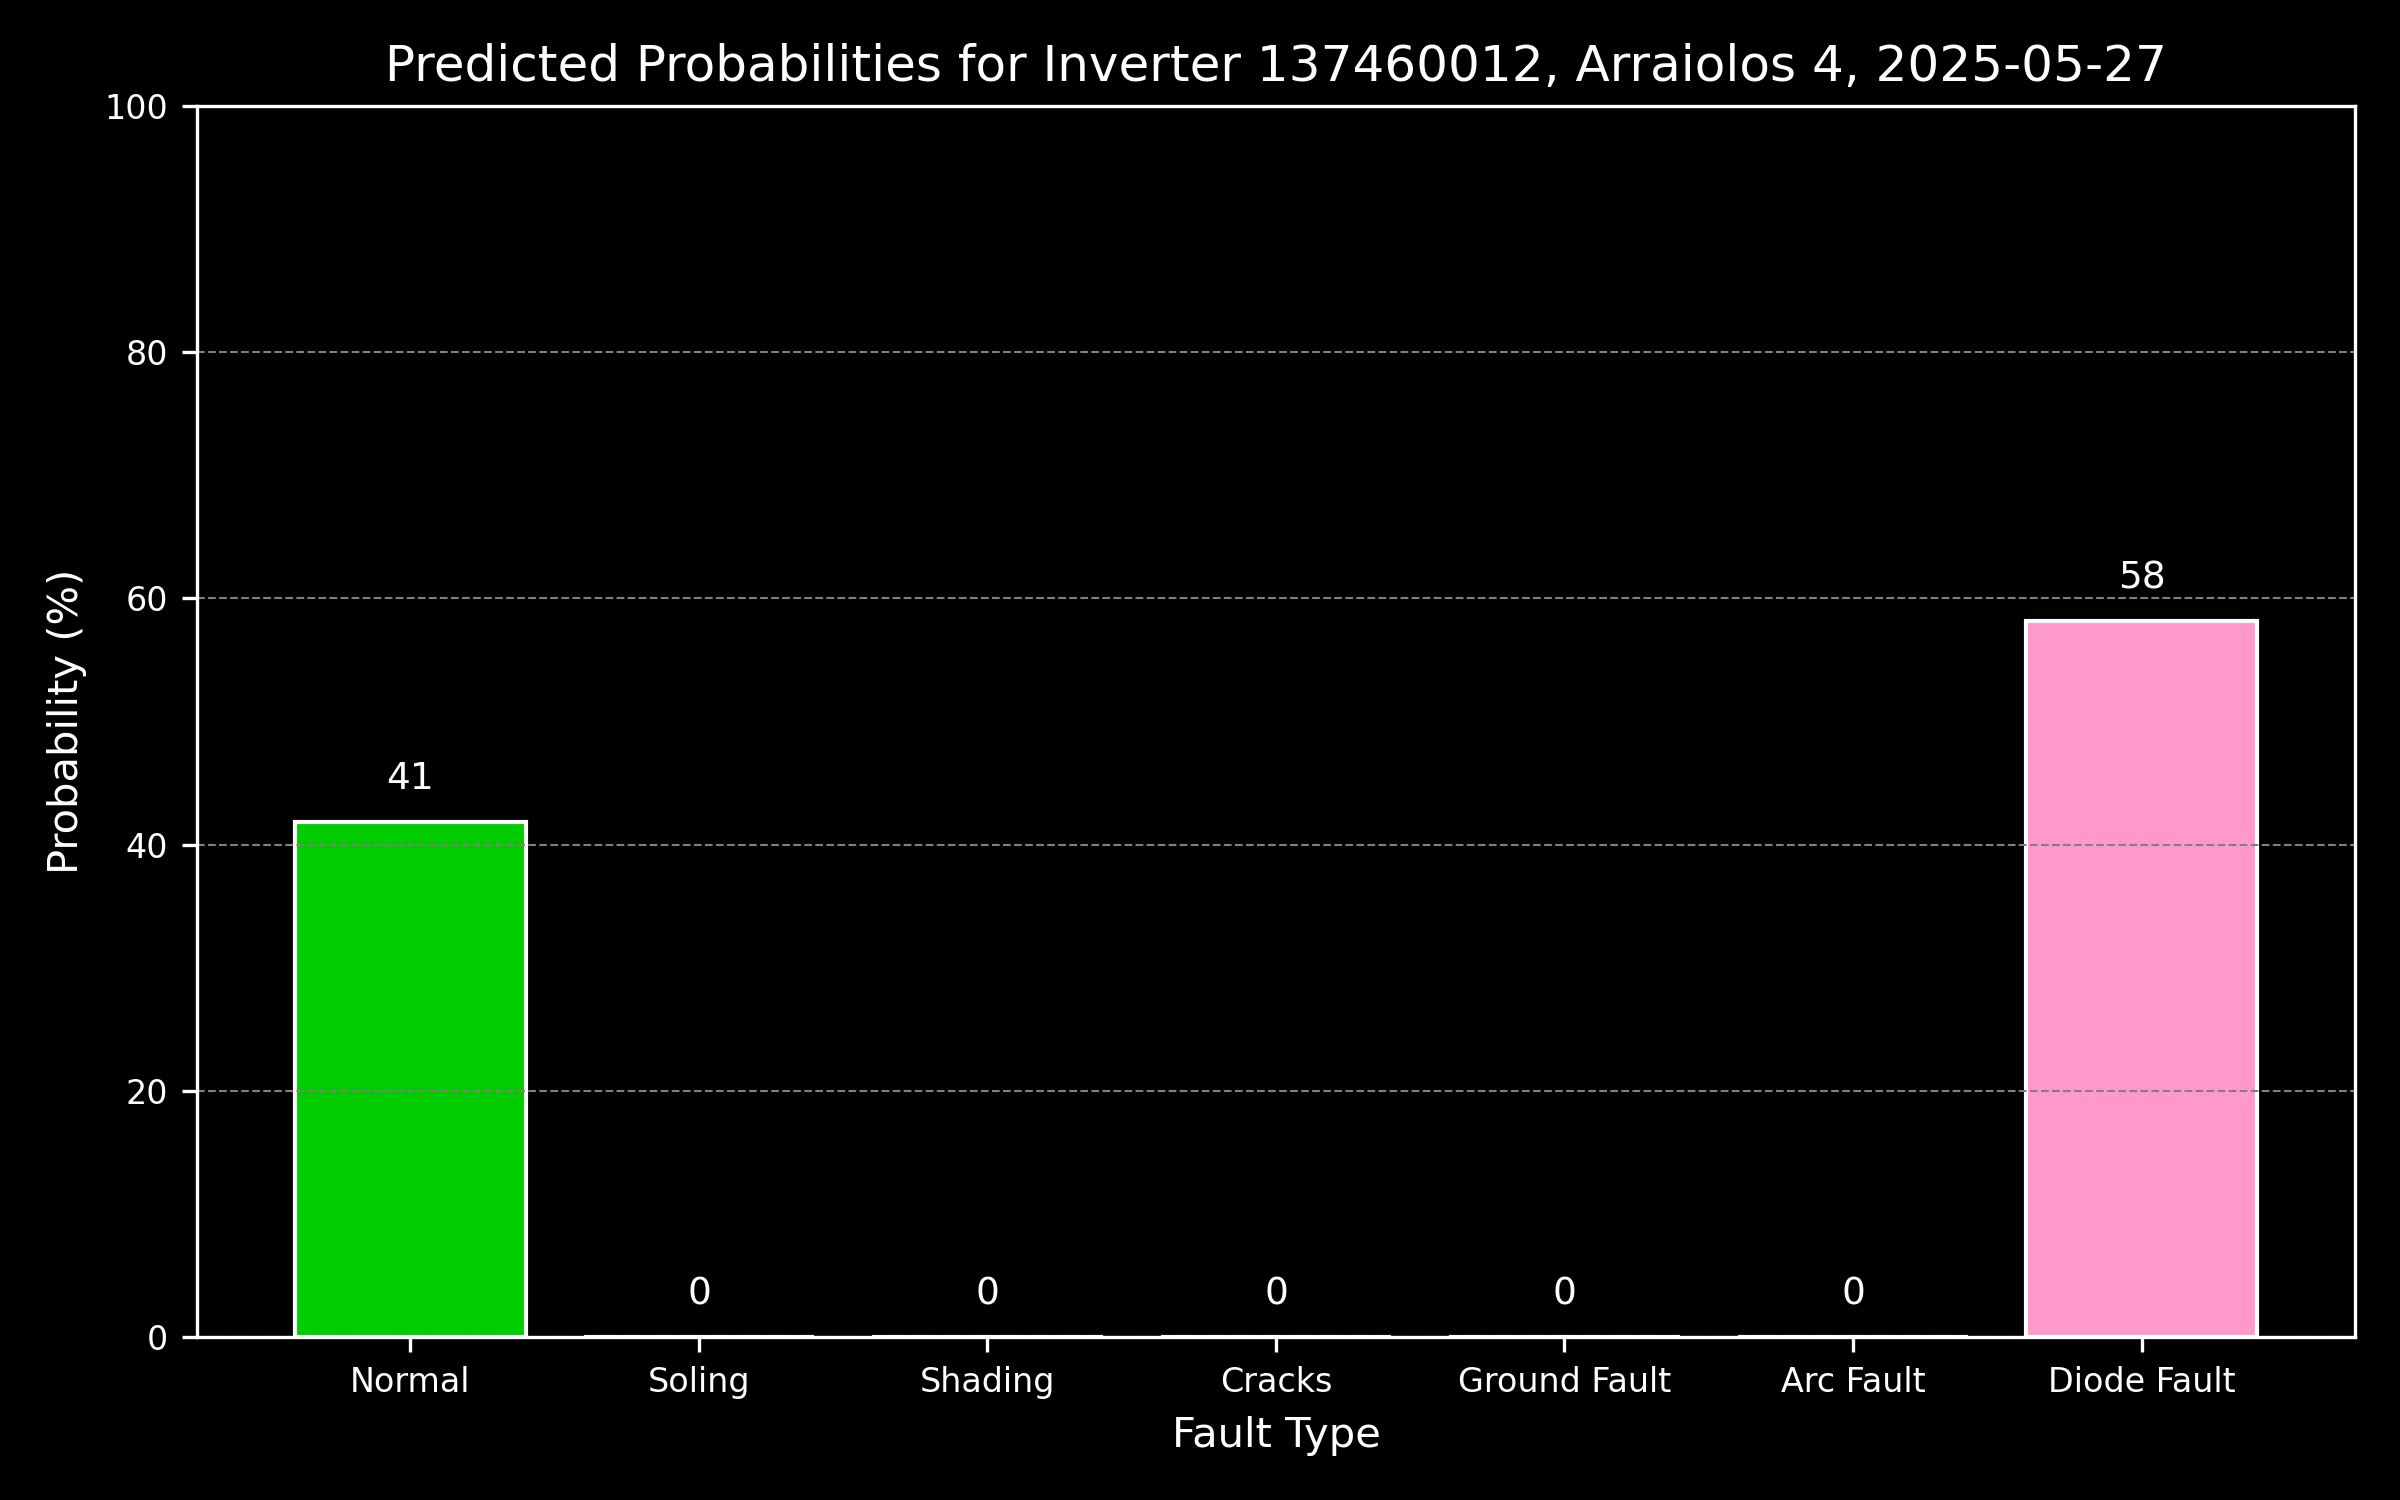 Predicted Probabilities for Inverter 137460012, Arraiolos 4, 2025-05-27
100
80
60
40
20
0
Probability (%)
41
0
0
0
0
0
58
Normal
Soling
Shading
Cracks
Ground Fault
Arc Fault
Diode Fault
Fault Type